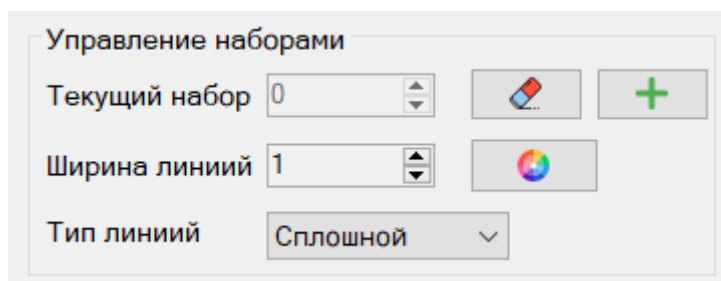 Управление наборами
Текущий набор 0
Ширина линиий 1
Тип линиий Сплошной